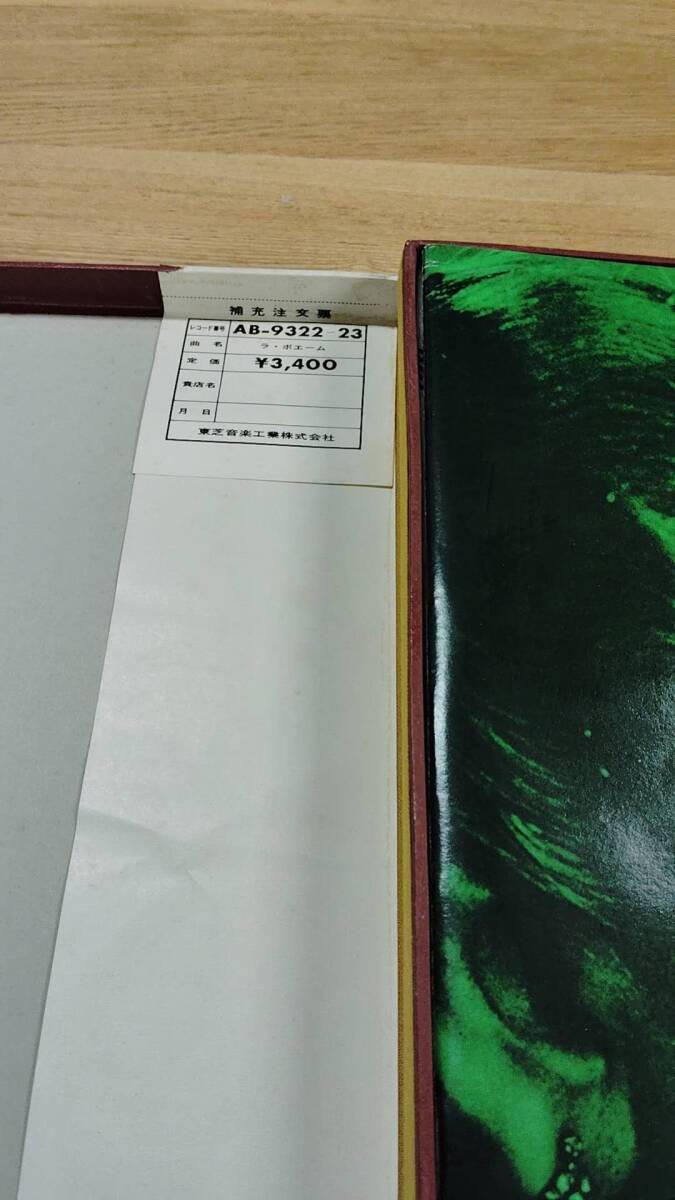 補充注文票
レコード番号 AB-9322-23
曲名 ラ・ボエーム
定価 ¥3,400
貴店名
月日
東芝音楽工業株式会社